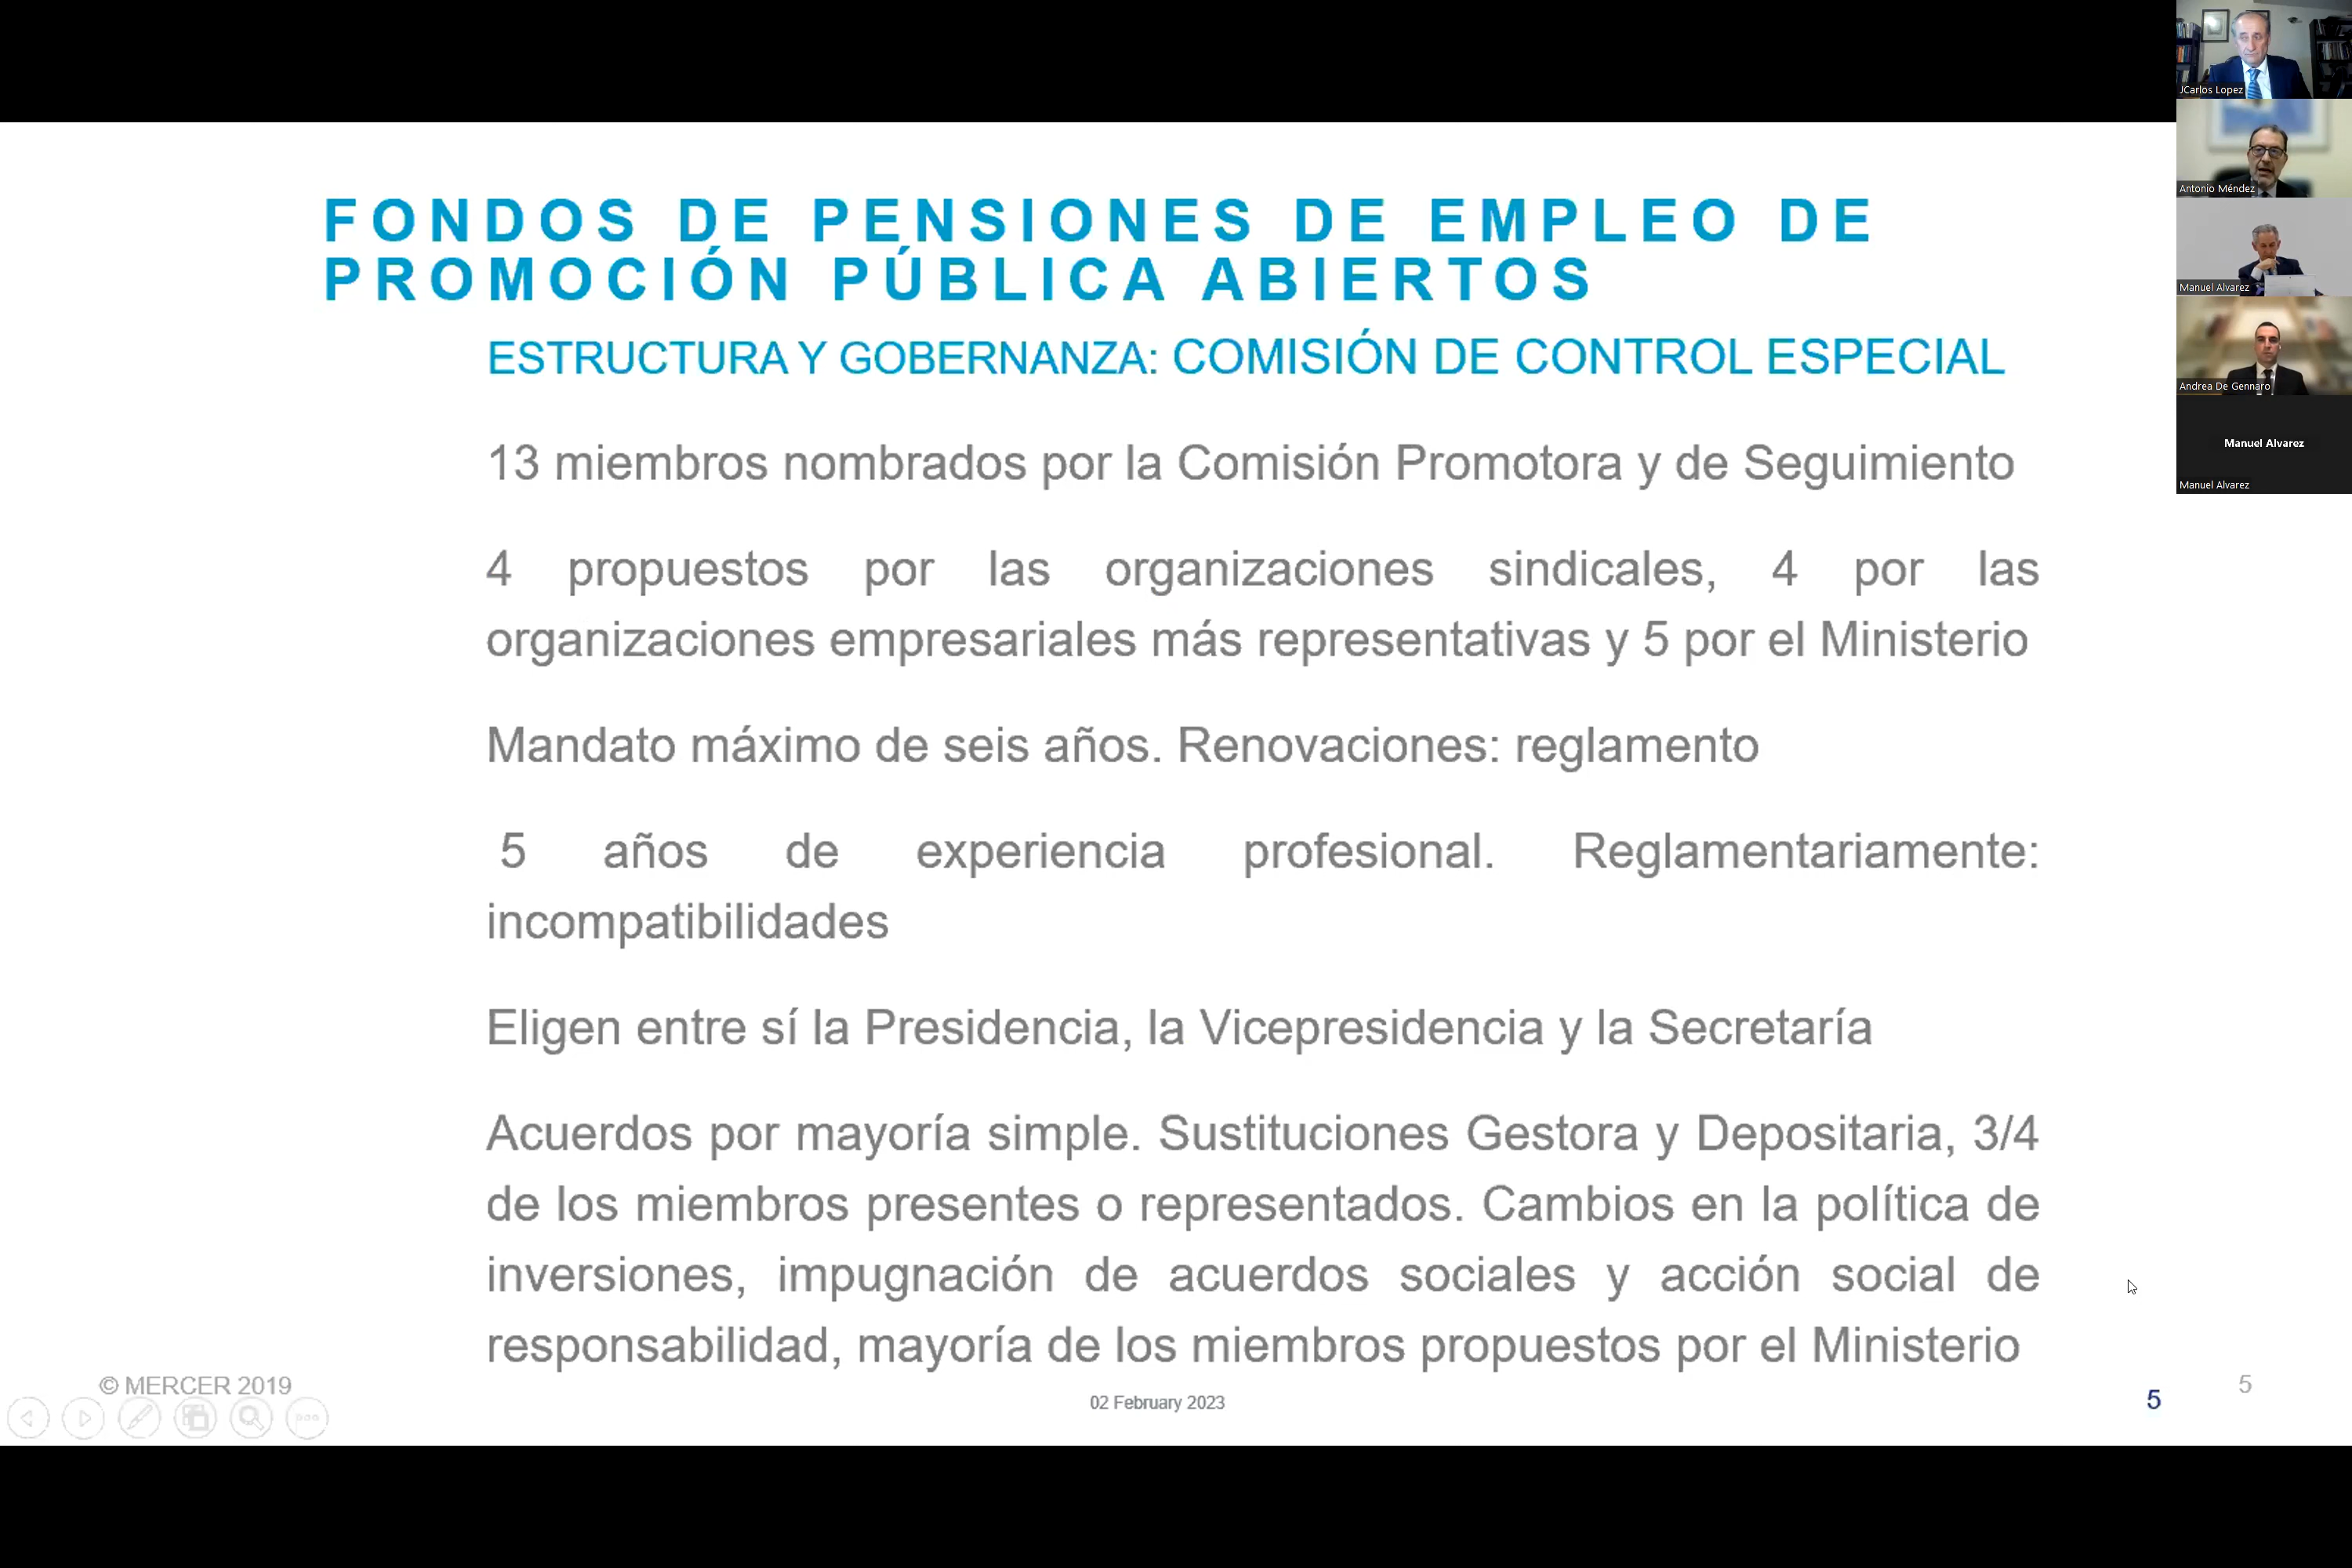 FONDOS DE PENSIONES DE EMPLEO DE
PROMOCIÓN PÚBLICA ABIERTOS
ESTRUCTURA Y GOBERNANZA: COMISIÓN DE CONTROL ESPECIAL
13 miembros nombrados por la Comisión Promotora y de Seguimiento
4 propuestos por las organizaciones sindicales, 4 por las
organizaciones empresariales más representativas y 5 por el Ministerio
Mandato máximo de seis años. Renovaciones: reglamento
5 años de experiencia profesional. Reglamentariamente:
incompatibilidades
Eligen entre sí la Presidencia, la Vicepresidencia y la Secretaría
Acuerdos por mayoría simple. Sustituciones Gestora y Depositaria, 3/4
de los miembros presentes o representados. Cambios en la política de
inversiones, impugnación de acuerdos sociales y acción social de
responsabilidad, mayoría de los miembros propuestos por el Ministerio
© MERCER 2019
02 February 2023
5
5
JCarlos Lopez
Antonio Méndez
Manuel Alvarez
Andrea De Gennaro
Manuel Alvarez
Manuel Alvarez